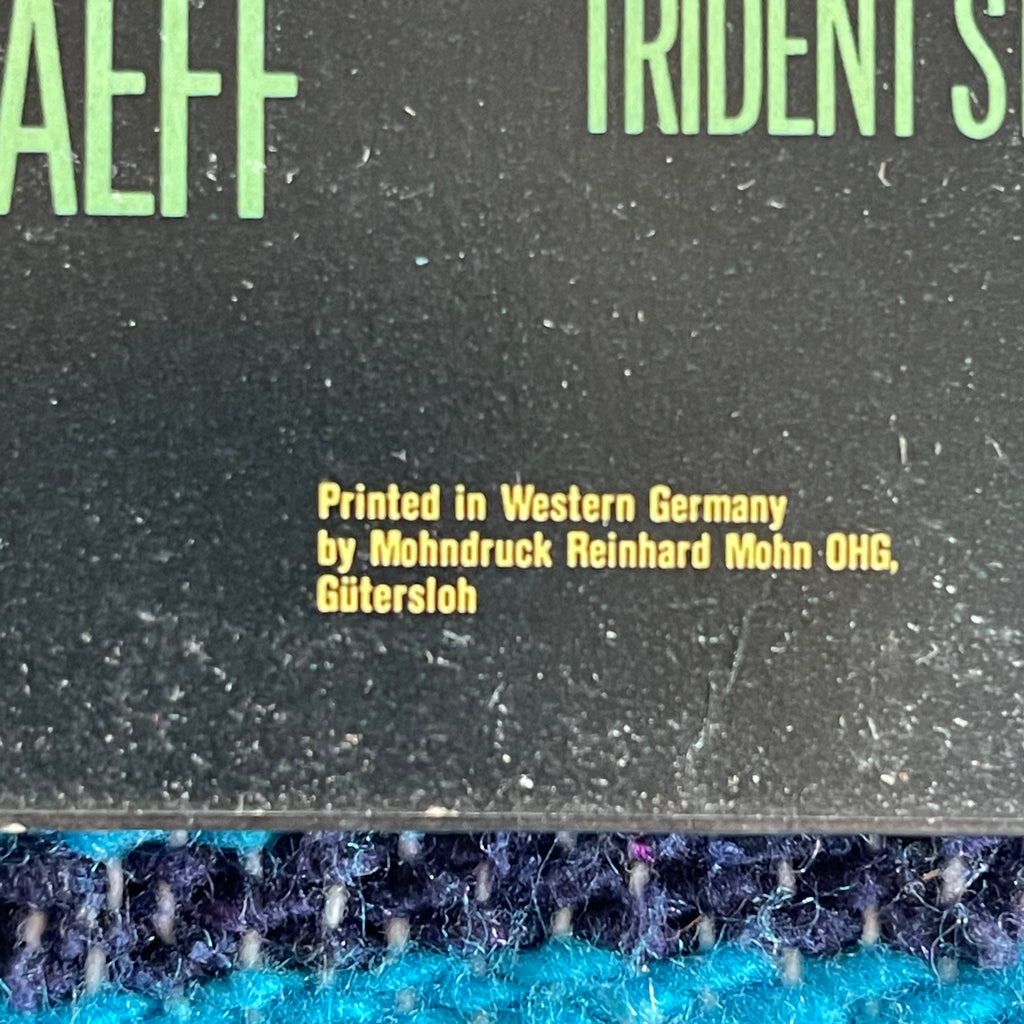 AEFF
TRIDENT
Printed in Western Germany
by Mohndruck Reinhard Mohn OHG,
Gütersloh